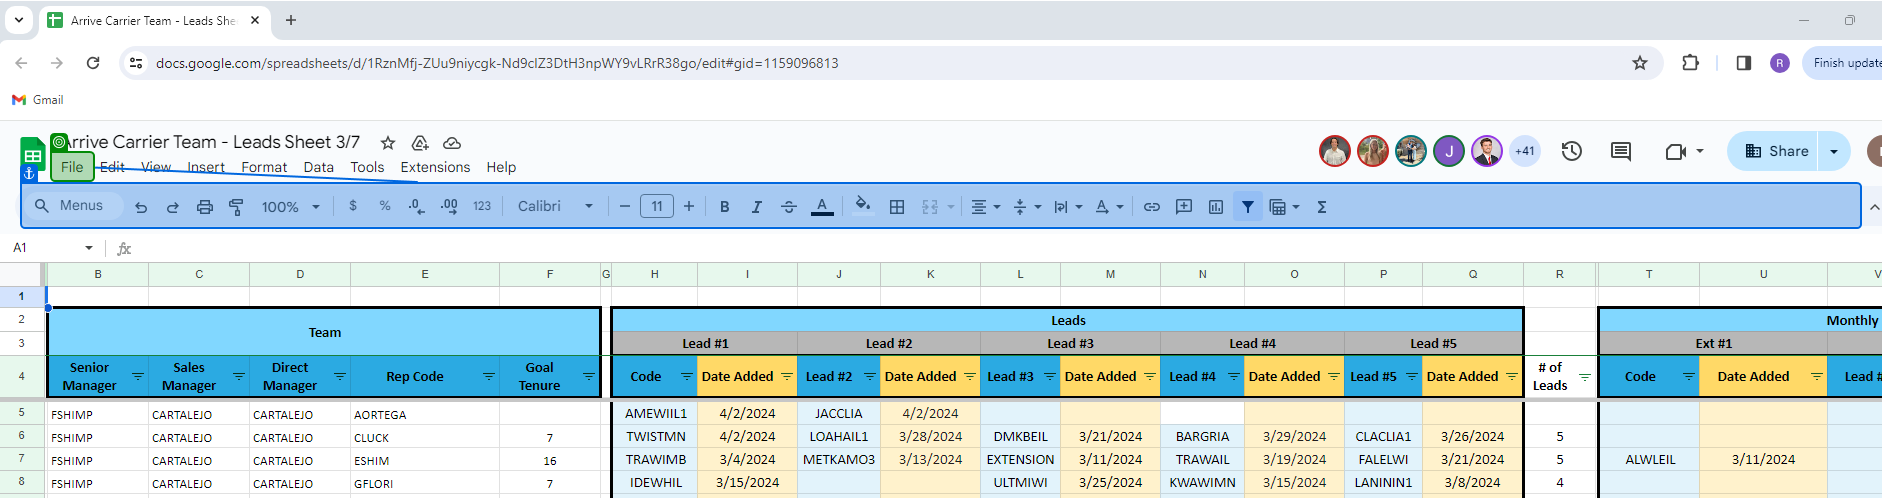 Arrive Carrier Team - Leads She
docs.google.com/spreadsheets/d/1RznMfj-ZUu9niycgk-Nd9clZ3DtH3npWY9vLRrR38go/edit#gid=1159096813
R
Finish update
Gmail
Arrive Carrier Team - Leads Sheet 3/7
J
+41
Share
File Edit View Insert Format Data Tools Extensions Help
Menus 100% $ % .0 .00 123 Calibri 11 B I S A Σ
A1 fx
B C D E F G H I J K L M N O P Q R T U V
1
2 Team Leads Monthly
3 Lead #1 Lead #2 Lead #3 Lead #4 Lead #5 Ext #1
4 Senior Manager Sales Manager Direct Manager Rep Code Goal Tenure Code Date Added Lead #2 Date Added Lead #3 Date Added Lead #4 Date Added Lead #5 Date Added # of Leads Code Date Added Lead #
5 FSHIMP CARTALEJO CARTALEJO AORTEGA AMEWIIL1 4/2/2024 JACCLIA 4/2/2024
6 FSHIMP CARTALEJO CARTALEJO CLUCK 7 TWISTMN 4/2/2024 LOAHAIL1 3/28/2024 DMKBEIL 3/21/2024 BARGRIA 3/29/2024 CLACLIA1 3/26/2024 5
7 FSHIMP CARTALEJO CARTALEJO ESHIM 16 TRAWIMB 3/4/2024 METKAMO3 3/13/2024 EXTENSION 3/11/2024 TRAWAIL 3/19/2024 FALELWI 3/21/2024 5 ALWLEIL 3/11/2024
8 FSHIMP CARTALEJO CARTALEJO GFLORI 7 IDEWHIL 3/15/2024 ULTMIWI 3/25/2024 KWAWIMN 3/15/2024 LANININ1 3/8/2024 4